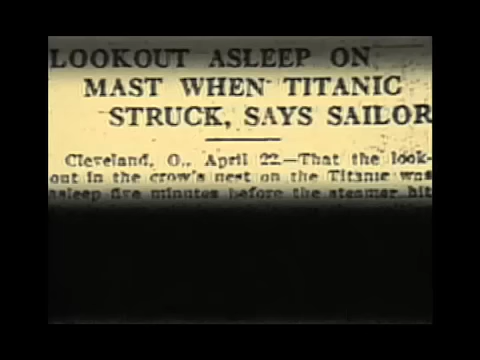 LOOKOUT ASLEEP ON
MAST WHEN TITANIC
STRUCK, SAYS SAILOR
Cleveland, O., April 22.—That the look-
out in the crow's nest on the Titanic was
asleep five minutes before the steamer hit